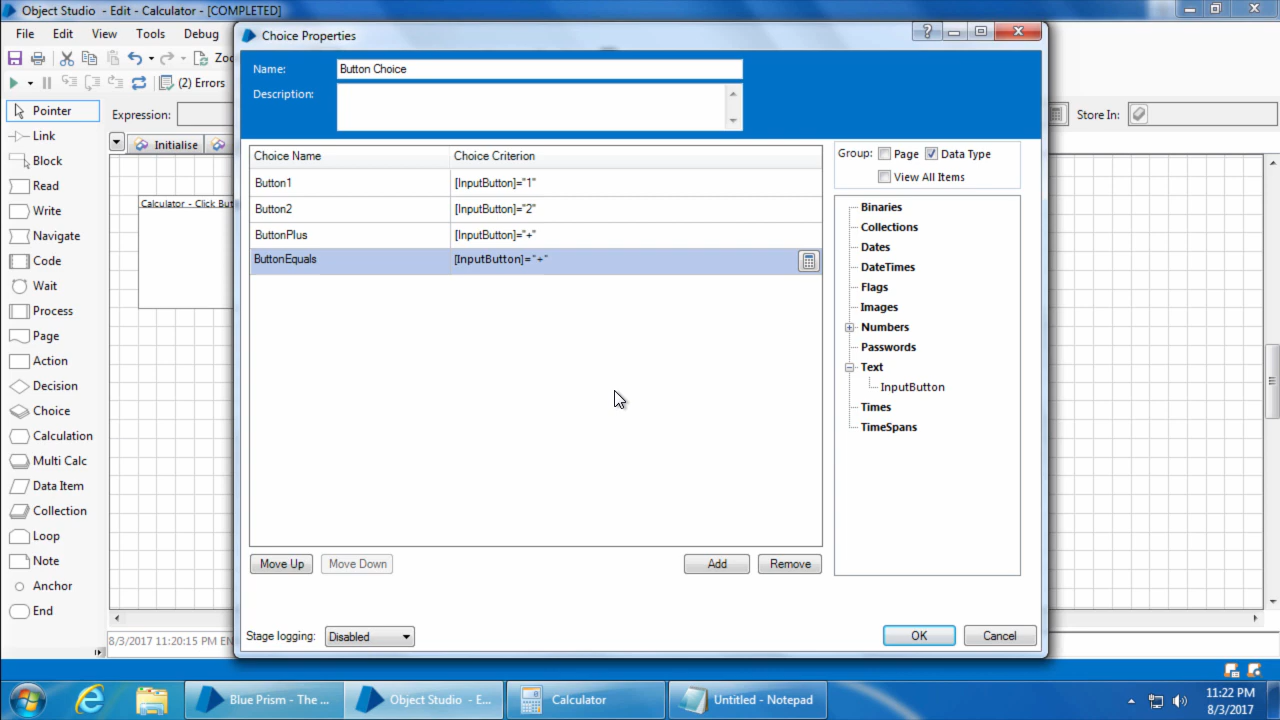 Object Studio - Edit - Calculator - [COMPLETED]
File Edit View Tools Debug
Zoo
(2) Errors
Expression:
Store In:
Initialise
Pointer
Link
Block
Read
Write
Navigate
Code
Wait
Process
Page
Action
Decision
Choice
Calculation
Multi Calc
Data Item
Collection
Loop
Note
Anchor
End
Calculator - Click But
8/3/2017 11:20:15 PM EN
Choice Properties
?
Name: Button Choice
Description:
Choice Name Choice Criterion
Button1 [InputButton]="1"
Button2 [InputButton]="2"
ButtonPlus [InputButton]="+"
ButtonEquals [InputButton]="+"
Group: Page Data Type
View All Items
Binaries
Collections
Dates
DateTimes
Flags
Images
Numbers
Passwords
Text
InputButton
Times
TimeSpans
Move Up Move Down Add Remove
Stage logging: Disabled
OK Cancel
Blue Prism - The ... Object Studio - E... Calculator Untitled - Notepad
11:22 PM
8/3/2017